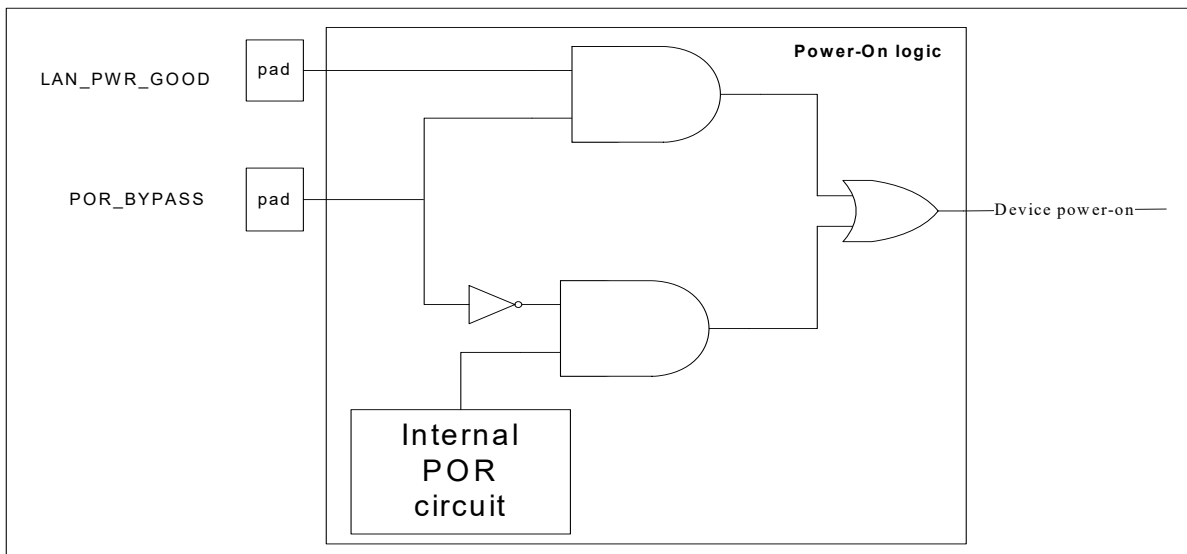 Power-On logic
LAN_PWR_GOOD
pad
POR_BYPASS
pad
Device power-on
Internal
POR
circuit